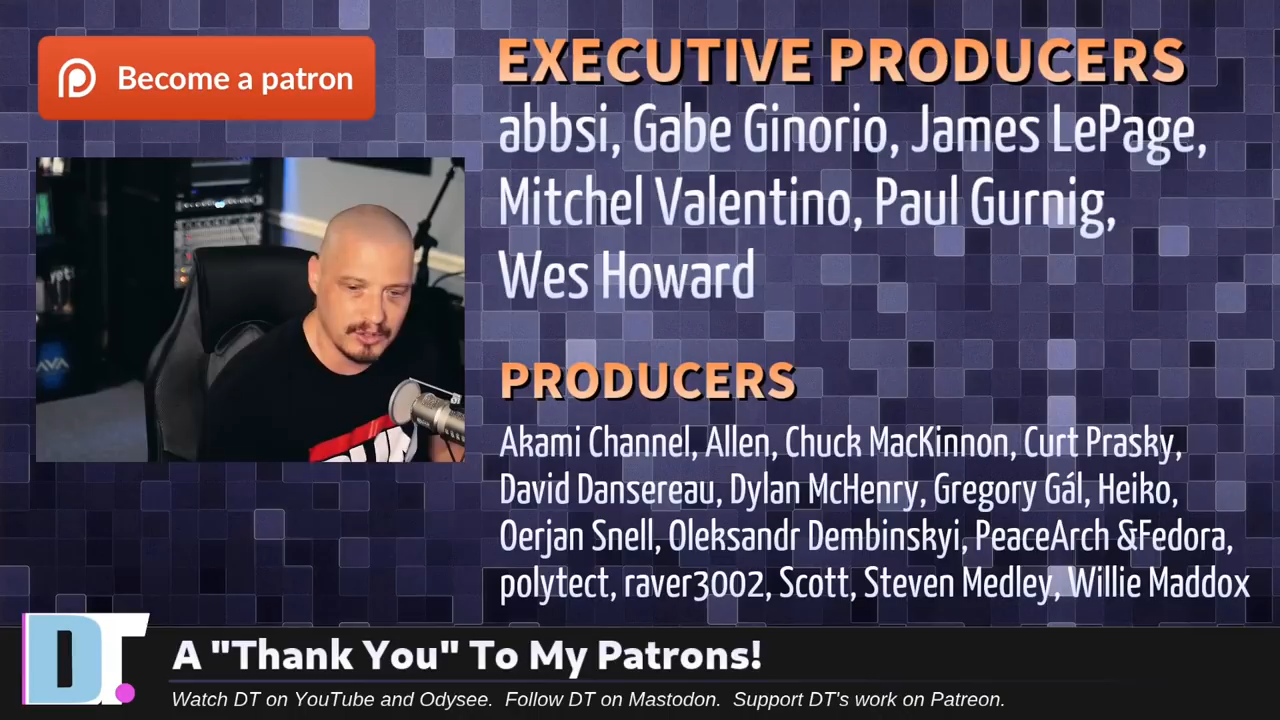 Become a patron
EXECUTIVE PRODUCERS
abbsi, Gabe Ginorio, James LePage,
Mitchel Valentino, Paul Gurnig,
Wes Howard
PRODUCERS
Akami Channel, Allen, Chuck MacKinnon, Curt Prasky,
David Dansereau, Dylan McHenry, Gregory Gál, Heiko,
Oerjan Snell, Oleksandr Dembinskyi, PeaceArch &Fedora,
polytect, raver3002, Scott, Steven Medley, Willie Maddox
DT
A "Thank You" To My Patrons!
Watch DT on YouTube and Odysee. Follow DT on Mastodon. Support DT's work on Patreon.